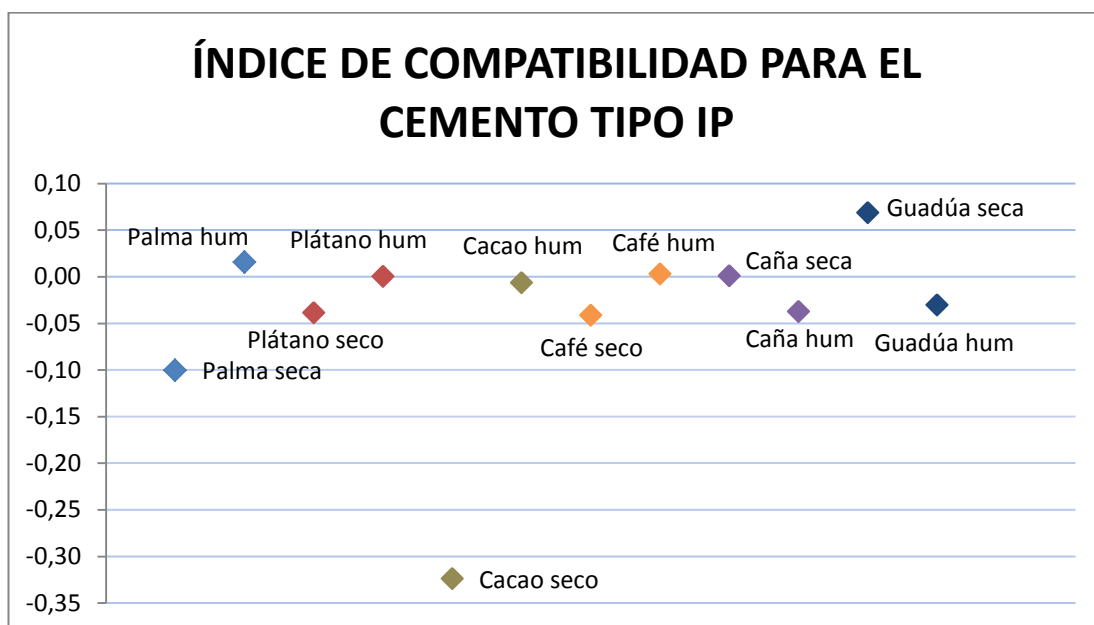 ÍNDICE DE COMPATIBILIDAD PARA EL
CEMENTO TIPO IP
0,10
0,05
0,00
-0,05
-0,10
-0,15
-0,20
-0,25
-0,30
-0,35
Palma hum
Palma seca
Plátano hum
Plátano seco
Cacao hum
Cacao seco
Café hum
Café seco
Caña seca
Caña hum
Guadúa seca
Guadúa hum